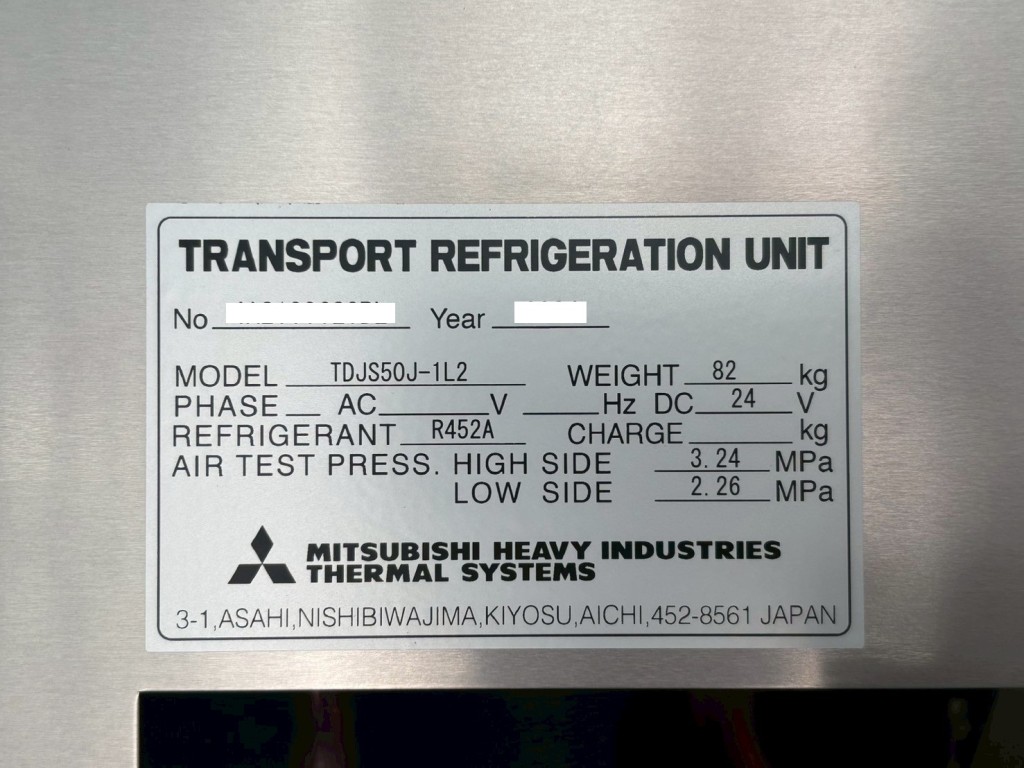 TRANSPORT REFRIGERATION UNIT
No Year
MODEL TDJS50J-1L2 WEIGHT 82 kg
PHASE AC V Hz DC 24 V
REFRIGERANT R452A CHARGE kg
AIR TEST PRESS. HIGH SIDE 3.24 MPa
LOW SIDE 2.26 MPa
MITSUBISHI HEAVY INDUSTRIES
THERMAL SYSTEMS
3-1,ASAHI,NISHIBIWAJIMA,KIYOSU,AICHI,452-8561 JAPAN